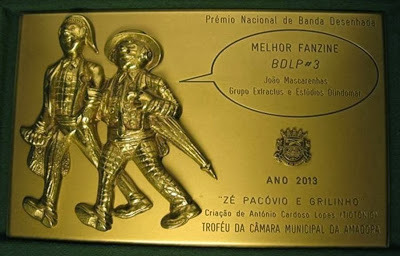 Prémio Nacional de Banda Desenhada
MELHOR FANZINE
BDLP#3
João Mascarenhas
Grupo Extractus e Estúdios Olindomar
ANO 2013
"ZÉ PACÓVIO E GRILINHO"
Criação de António Cardoso Lopes (TIOTÓNIO)
TROFÉU DA CÂMARA MUNICIPAL DA AMADORA